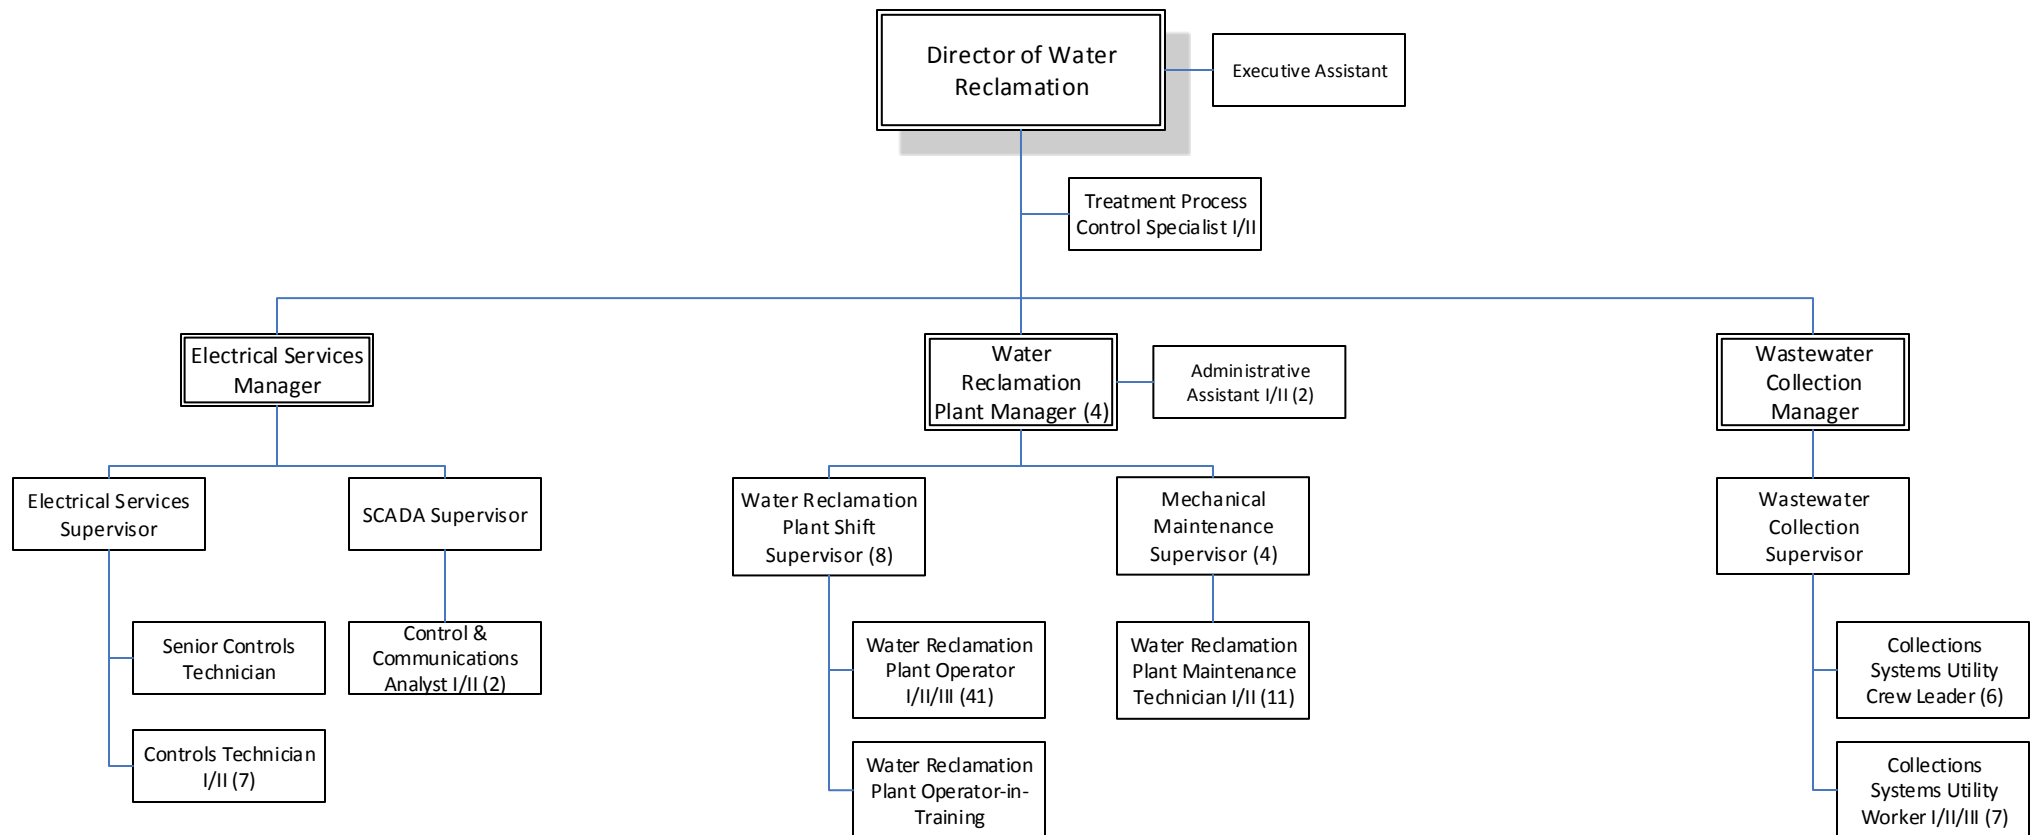 Director of Water
Reclamation
Executive Assistant
Treatment Process
Control Specialist I/II
Electrical Services
Manager
Water
Reclamation
Plant Manager (4)
Administrative
Assistant I/II (2)
Wastewater
Collection
Manager
Electrical Services
Supervisor
SCADA Supervisor
Water Reclamation
Plant Shift
Supervisor (8)
Mechanical
Maintenance
Supervisor (4)
Wastewater
Collection
Supervisor
Senior Controls
Technician
Control &
Communications
Analyst I/II (2)
Water Reclamation
Plant Operator
I/II/III (41)
Water Reclamation
Plant Maintenance
Technician I/II (11)
Collections
Systems Utility
Crew Leader (6)
Controls Technician
I/II (7)
Water Reclamation
Plant Operator-in-
Training
Collections
Systems Utility
Worker I/II/III (7)